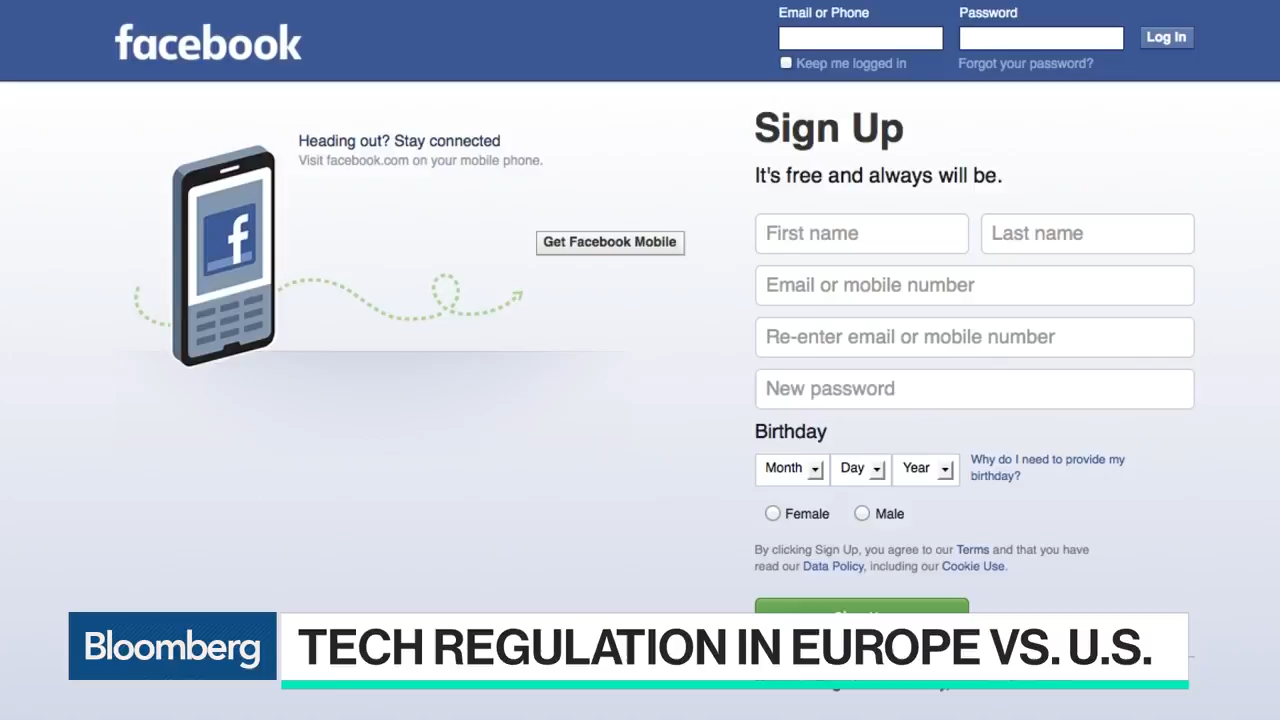 facebook
Email or Phone
Password
Log In
Keep me logged in
Forgot your password?
Heading out? Stay connected
Visit facebook.com on your mobile phone.
f
Get Facebook Mobile
Sign Up
It's free and always will be.
First name
Last name
Email or mobile number
Re-enter email or mobile number
New password
Birthday
Month
Day
Year
Why do I need to provide my
birthday?
Female
Male
By clicking Sign Up, you agree to our Terms and that you have
read our Data Policy, including our Cookie Use.
Bloomberg
TECH REGULATION IN EUROPE VS. U.S.